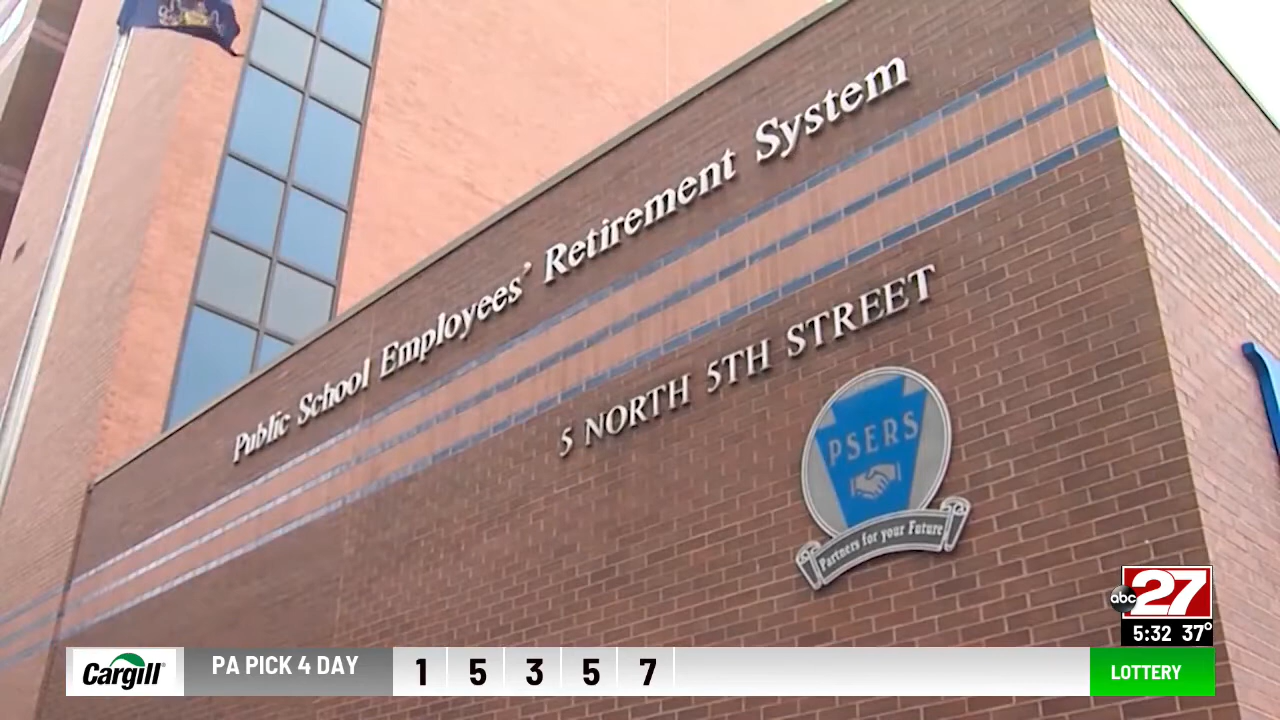 Public School Employees' Retirement System
5 NORTH 5TH STREET
PSERS
Partners for your Future
abc 27
5:32 37°
Cargill
PA PICK 4 DAY
1 5 3 5 7
LOTTERY